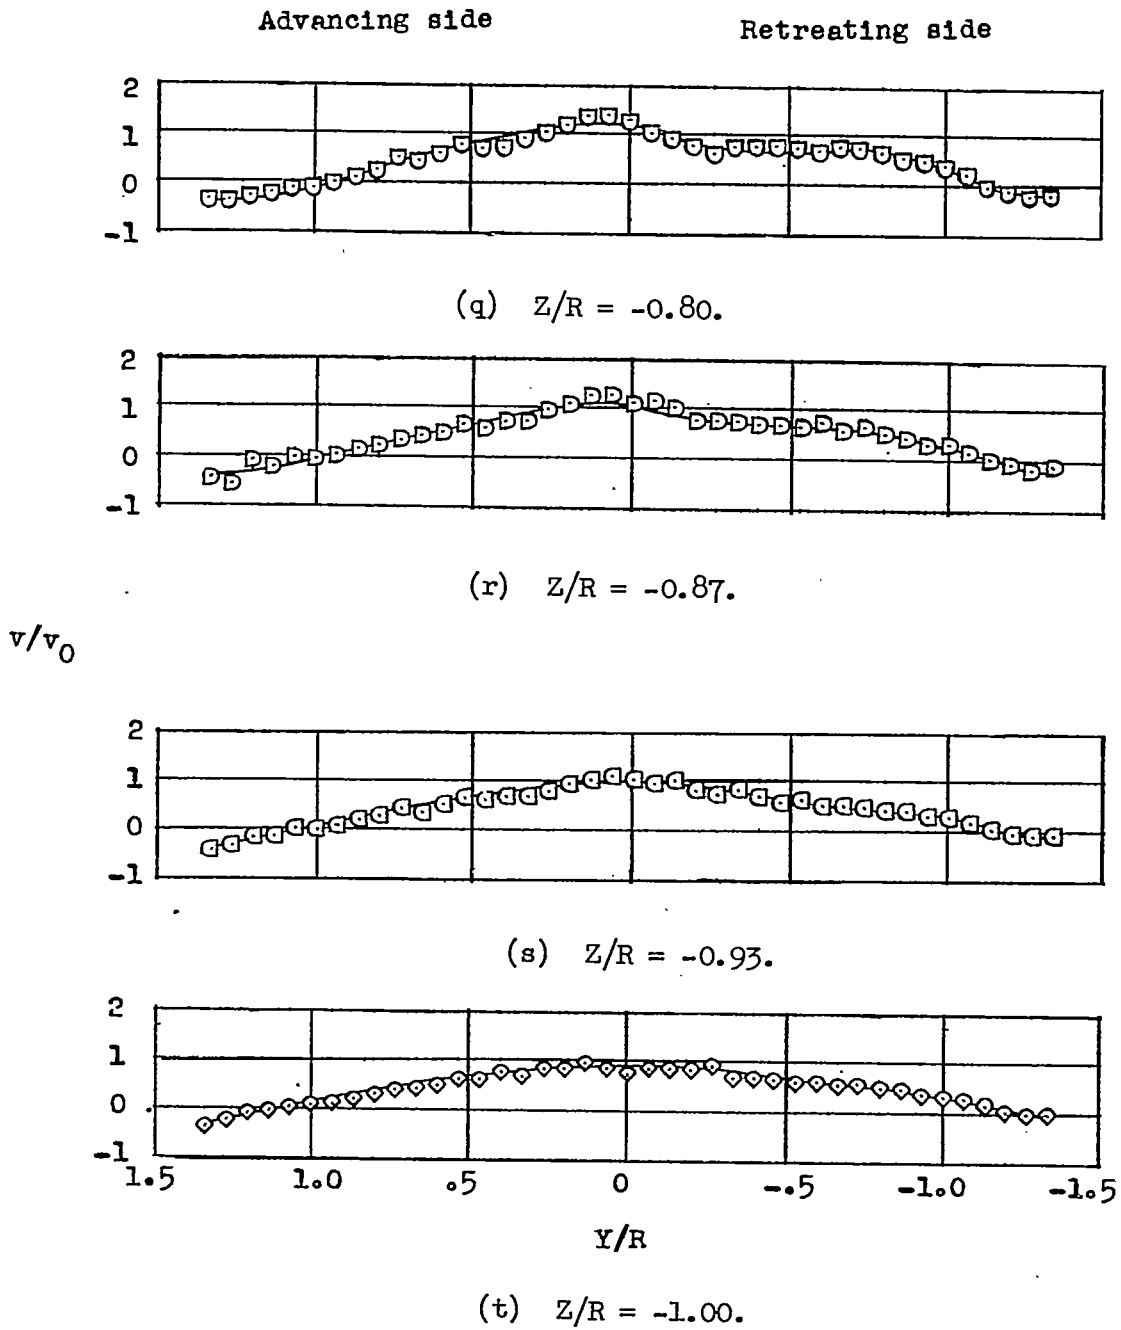 Advancing side
Retreating side
2
1
0
-1
(q) Z/R = -0.80.
2
1
0
-1
(r) Z/R = -0.87.
v/v0
2
1
0
-1
(s) Z/R = -0.93.
2
1
0
-1
1.5 1.0 .5 0 -.5 -1.0 -1.5
Y/R
(t) Z/R = -1.00.